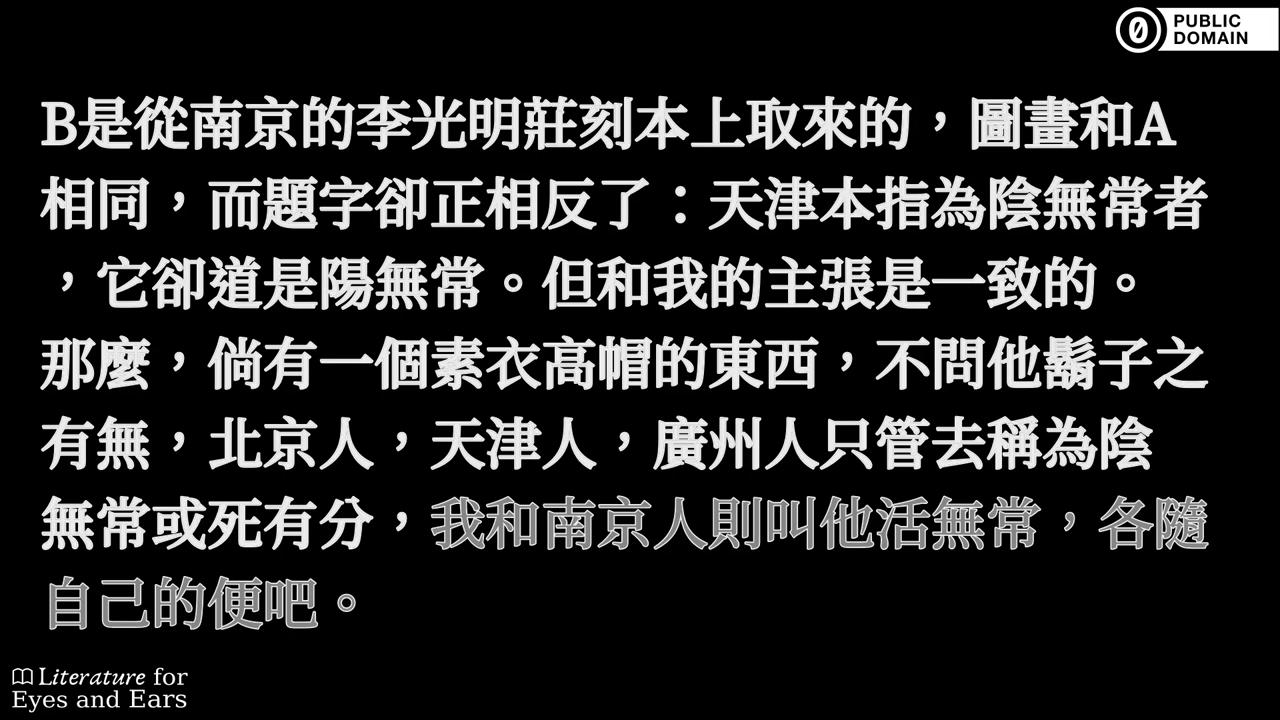 PUBLIC
DOMAIN
B是從南京的李光明莊刻本上取來的，圖畫和A
相同，而題字卻正相反了：天津本指為陰無常者
，它卻道是陽無常。但和我的主張是一致的。
那麼，倘有一個素衣高帽的東西，不問他鬍子之
有無，北京人，天津人，廣州人只管去稱為陰
無常或死有分，我和南京人則叫他活無常，各隨
自己的便吧。
Literature for
Eyes and Ears